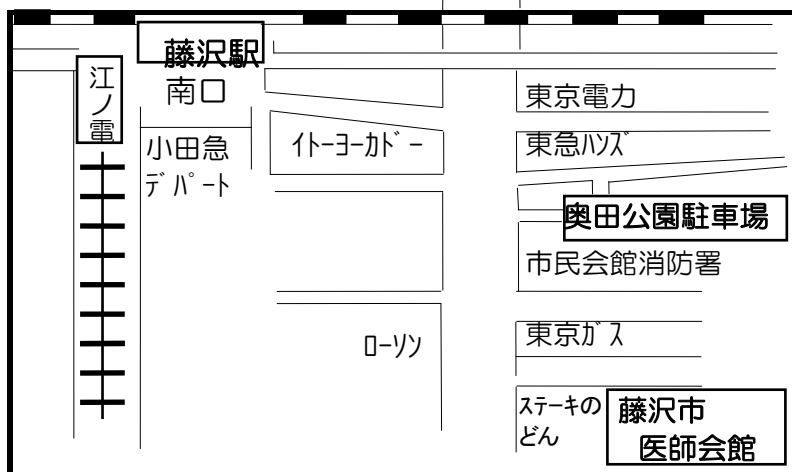 藤沢駅
南口
江ノ電
小田急
デパート
イトーヨーカドー
東京電力
東急ハンズ
奥田公園駐車場
市民会館消防署
ローソン
東京ガス
ステーキの
どん
藤沢市
医師会館